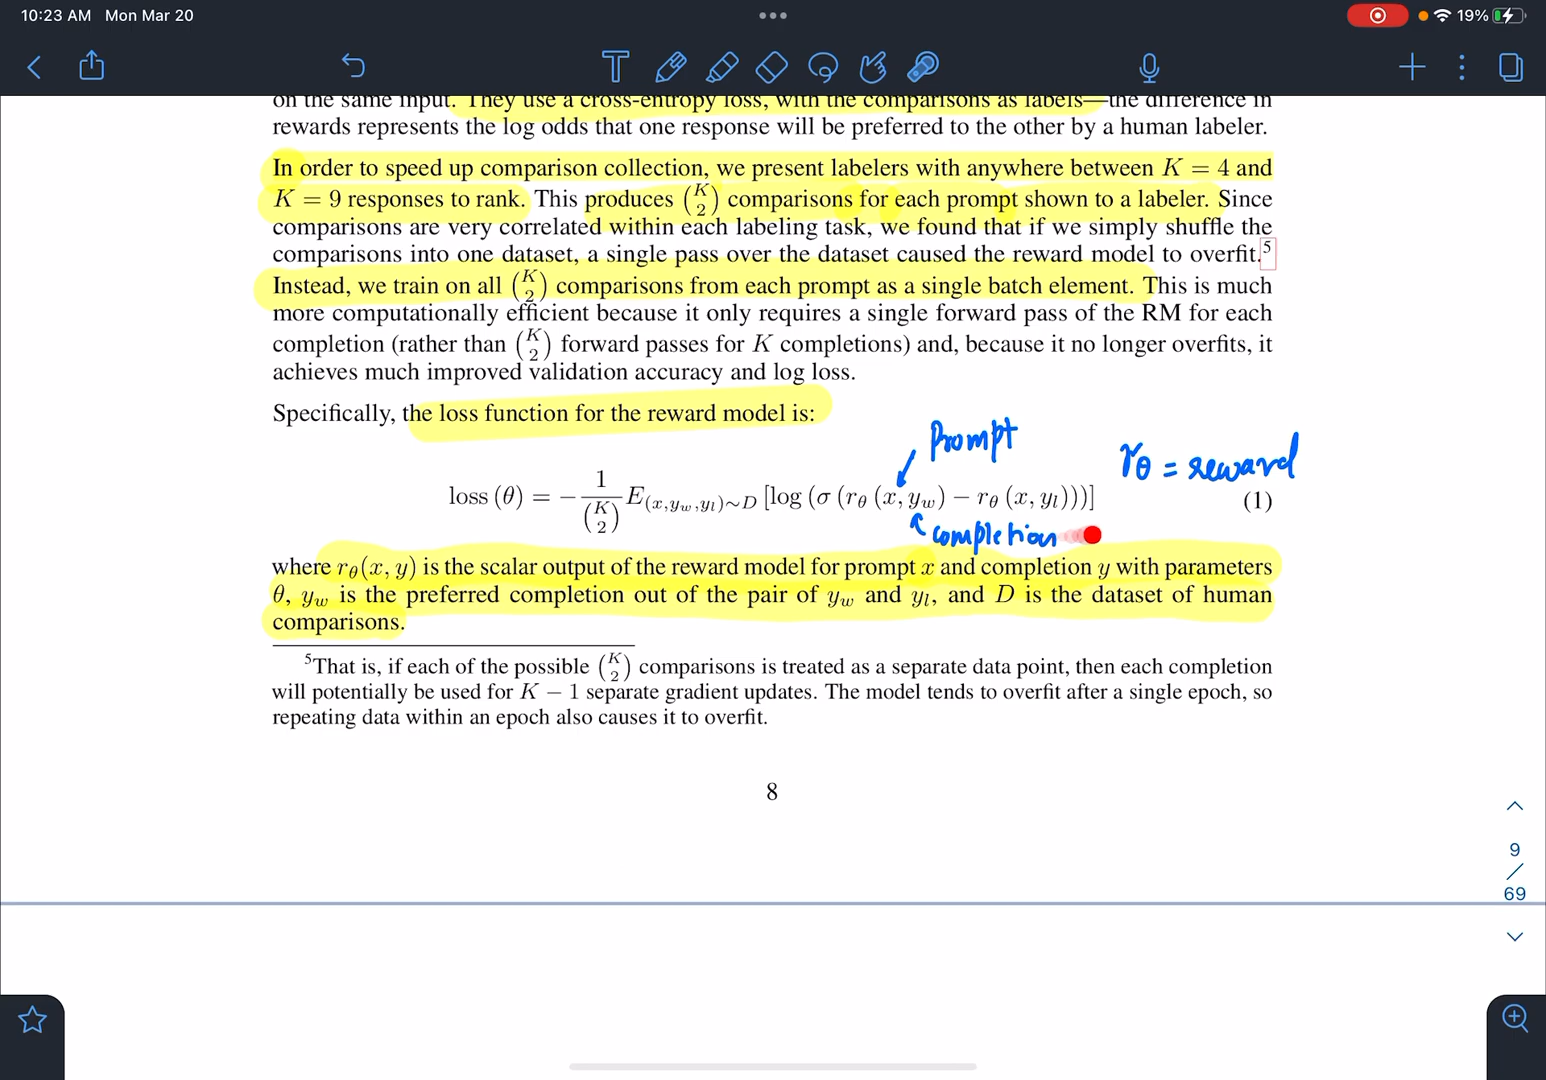 10:23 AM Mon Mar 20
19%
on the same input. They use a cross-entropy loss, with the comparisons as labels—the difference in
rewards represents the log odds that one response will be preferred to the other by a human labeler.
In order to speed up comparison collection, we present labelers with anywhere between K = 4 and
K = 9 responses to rank. This produces (K 2) comparisons for each prompt shown to a labeler. Since
comparisons are very correlated within each labeling task, we found that if we simply shuffle the
comparisons into one dataset, a single pass over the dataset caused the reward model to overfit.5
Instead, we train on all (K 2) comparisons from each prompt as a single batch element. This is much
more computationally efficient because it only requires a single forward pass of the RM for each
completion (rather than (K 2) forward passes for K completions) and, because it no longer overfits, it
achieves much improved validation accuracy and log loss.
Specifically, the loss function for the reward model is:
Prompt
rθ = reward
loss (θ) = − 1/(K 2) E(x,yw,yl)∼D [log (σ (rθ (x, yw) − rθ (x, yl)))] (1)
completion
where rθ(x, y) is the scalar output of the reward model for prompt x and completion y with parameters
θ, yw is the preferred completion out of the pair of yw and yl, and D is the dataset of human
comparisons.
5That is, if each of the possible (K 2) comparisons is treated as a separate data point, then each completion
will potentially be used for K − 1 separate gradient updates. The model tends to overfit after a single epoch, so
repeating data within an epoch also causes it to overfit.
8
9
/
69